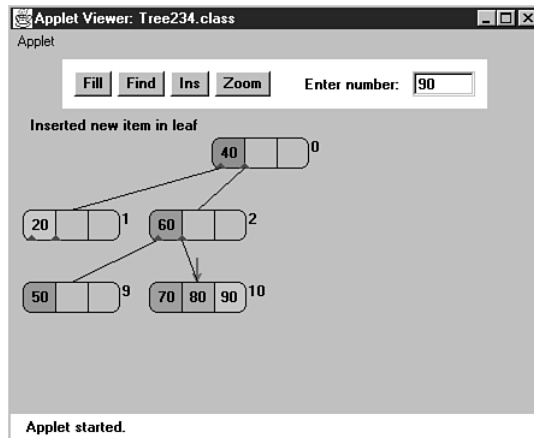 Applet Viewer: Tree234.class
Applet
Fill Find Ins Zoom Enter number: 90
Inserted new item in leaf
40 0
20 1 60 2
50 9 70 80 90 10
Applet started.